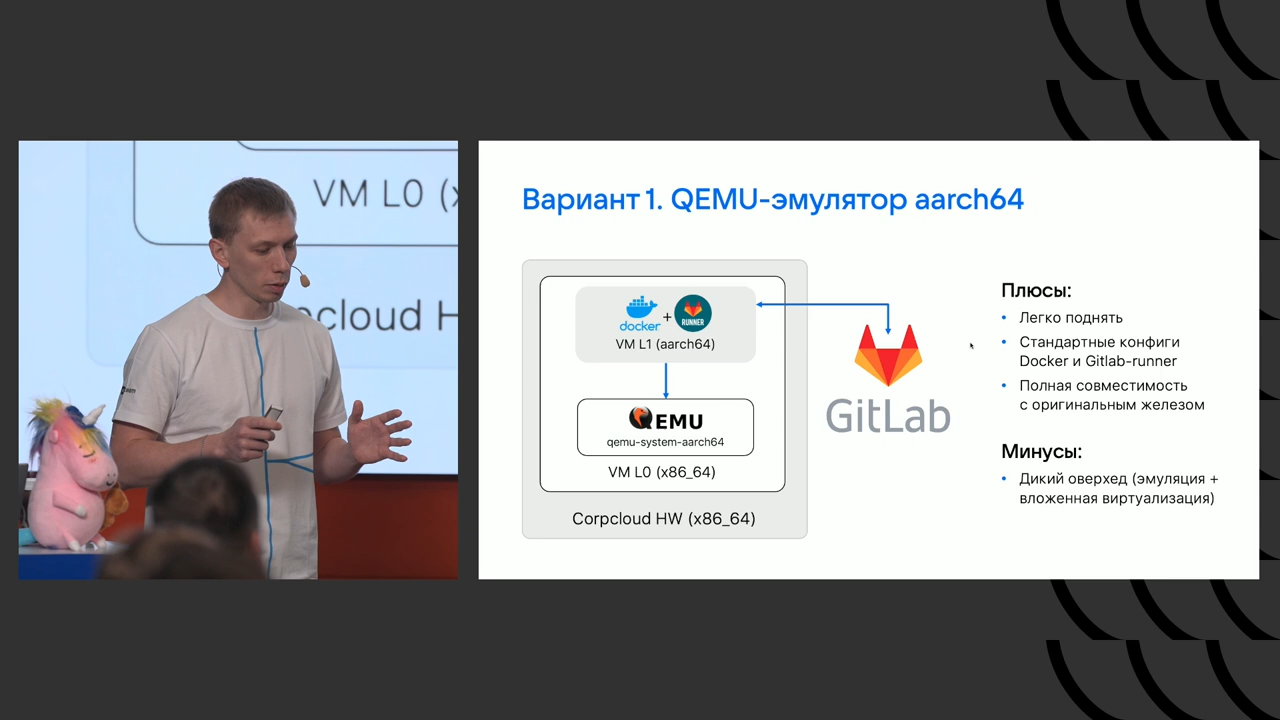 VM L0 (x
pcloud H
Вариант 1. QEMU-эмулятор aarch64
docker + RUNNER
VM L1 (aarch64)
QEMU
qemu-system-aarch64
VM L0 (x86_64)
Corpcloud HW (x86_64)
GitLab
Плюсы:
• Легко поднять
• Стандартные конфиги
Docker и Gitlab-runner
• Полная совместимость
с оригинальным железом
Минусы:
• Дикий оверхед (эмуляция +
вложенная виртуализация)